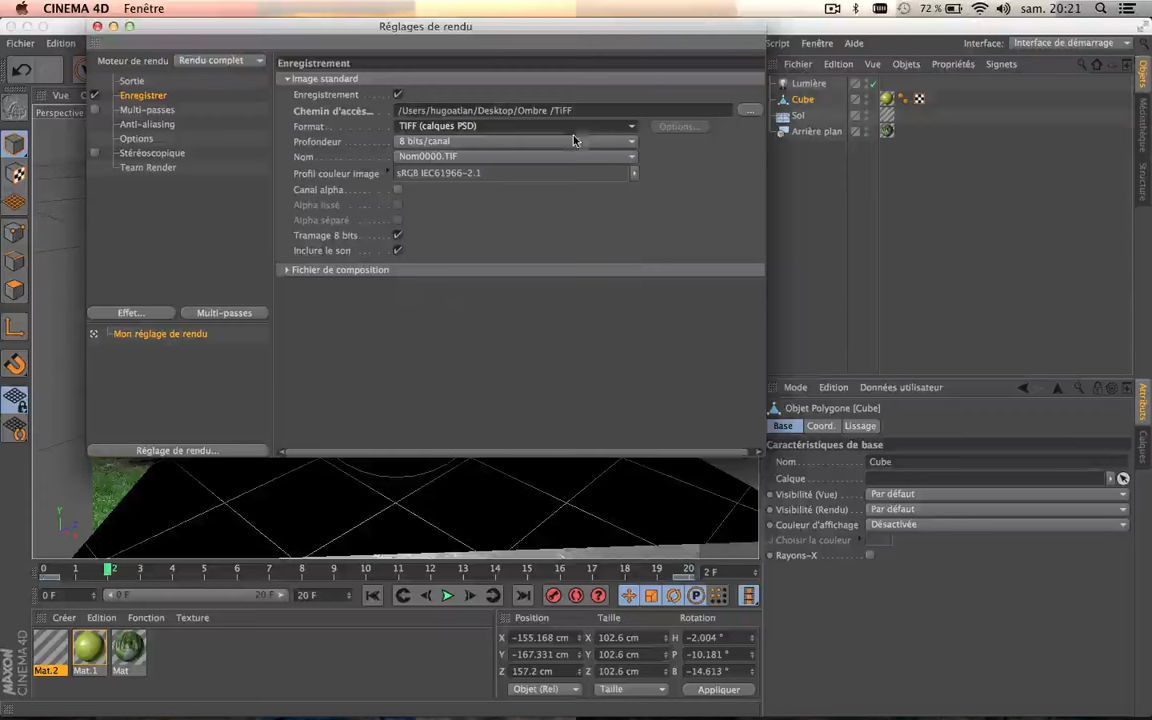 CINEMA 4D Fenêtre 72 % sam. 20:21
Réglages de rendu
Fichier Edition Script Fenêtre Aide Interface: Interface de démarrage
Moteur de rendu Rendu complet Enregistrement Fichier Edition Vue Objets Propriétés Signets
Sortie Image standard Lumière
Vue Enregistrer Enregistrement Cube
Perspective Multi-passes Chemin d'accès... /Users/hugoatlan/Desktop/Ombre /TIFF ... Sol
Anti-aliasing Format TIFF (calques PSD) Options... Arrière plan
Options Profondeur 8 bits/canal
Stéréoscopique Nom Nom0000.TIF
Team Render Profil couleur image sRGB IEC61966-2.1
Canal alpha
Alpha lissé
Alpha séparé
Tramage 8 bits
Inclure le son
Fichier de composition
Effet... Multi-passes
Mon réglage de rendu
Réglage de rendu...
Objets
Médiathèque
Structure
Mode Edition Données utilisateur
Attributs
Calques
Objet Polygone [Cube]
Base Coord. Lissage
Caractéristiques de base
Nom Cube
Calque
Visibilité (Vue) Par défaut
Visibilité (Rendu) Par défaut
Couleur d'affichage Désactivée
Choisir la couleur
Rayons-X
Y
Z
0 1 2 3 4 5 6 7 8 9 10 11 12 13 14 15 16 17 18 19 20 2 F
0 F 0 F 20 F 20 F P
Créer Edition Fonction Texture Position Taille Rotation
X -155.168 cm X 102.6 cm H -2.004 °
Y -167.331 cm Y 102.6 cm P -10.181 °
Z 157.2 cm Z 102.6 cm B -14.613 °
Mat.2 Mat.1 Mat
Objet (Rel) Taille Appliquer
MAXON
CINEMA 4D